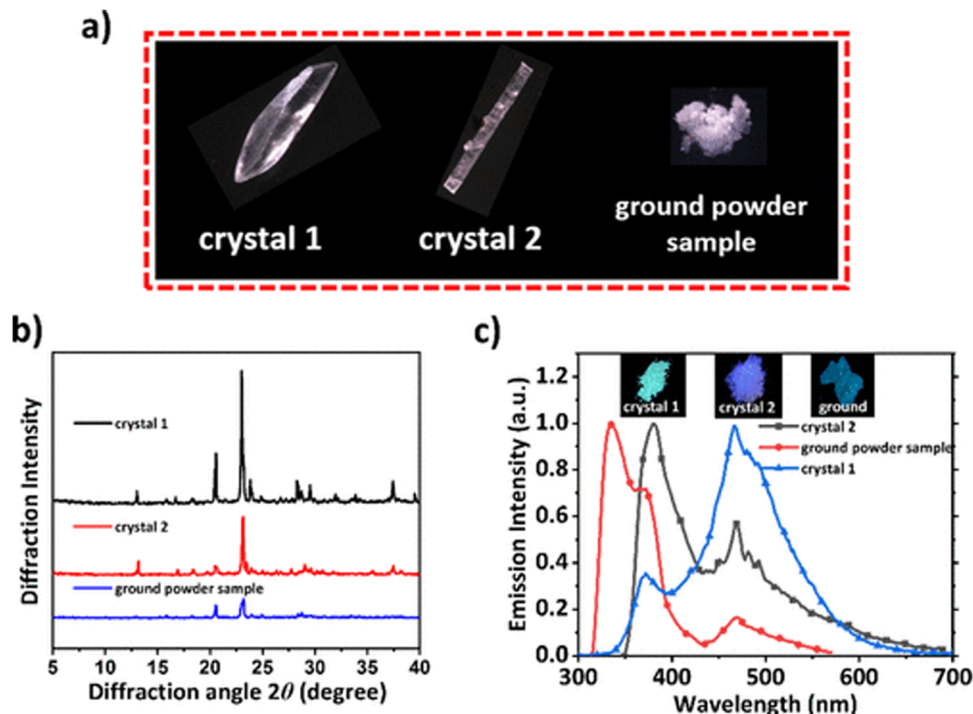 a)
crystal 1
crystal 2
ground powder
sample
b)
Diffraction Intensity
crystal 1
crystal 2
ground powder sample
5 10 15 20 25 30 35 40
Diffraction angle 2θ (degree)
c)
Emission Intensity (a.u.)
1.2
1.0
0.8
0.6
0.4
0.2
0.0
crystal 1
crystal 2
ground
crystal 2
ground powder sample
crystal 1
300 400 500 600 700
Wavelength (nm)